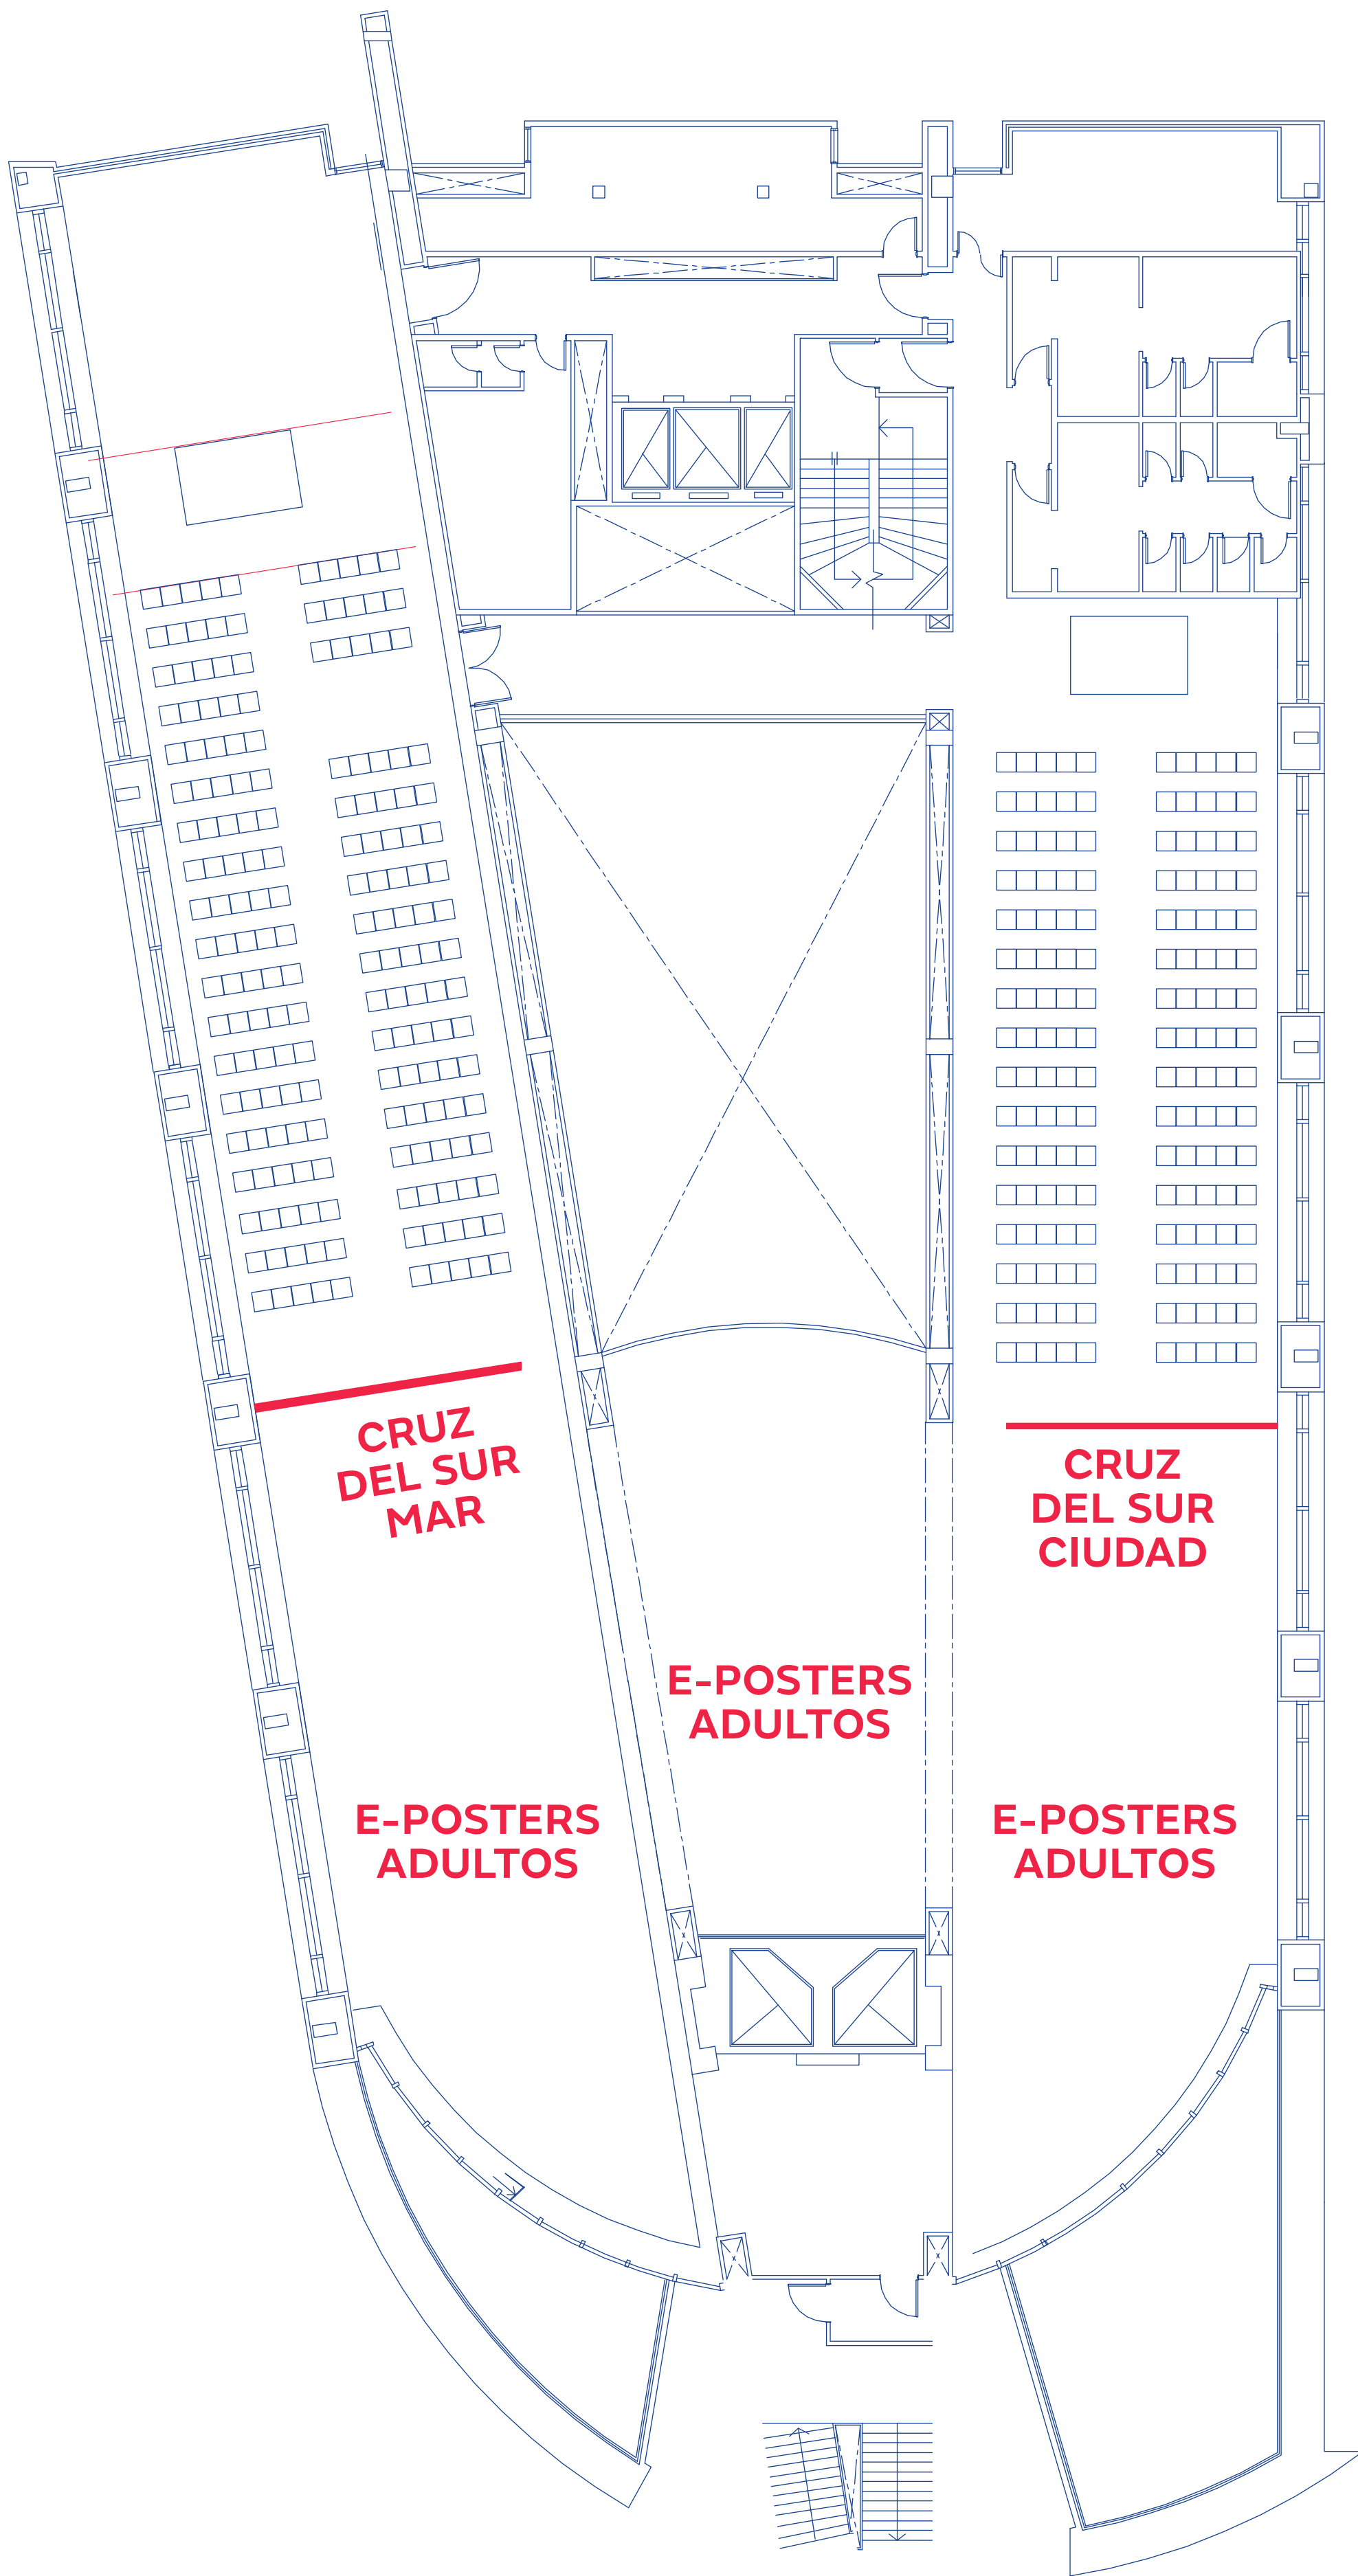 CRUZ
DEL SUR
MAR
CRUZ
DEL SUR
CIUDAD
E-POSTERS
ADULTOS
E-POSTERS
ADULTOS
E-POSTERS
ADULTOS